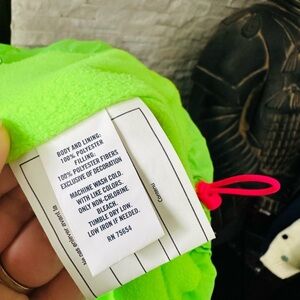 BODY AND LINING:
100% POLYESTER
FILLING:
100% POLYESTER FIBERS
EXCLUSIVE OF DECORATION
MACHINE WASH COLD.
WITH LIKE COLORS.
ONLY NON-CHLORINE
BLEACH.
TUMBLE DRY LOW.
LOW IRON IF NEEDED.
RN 75654